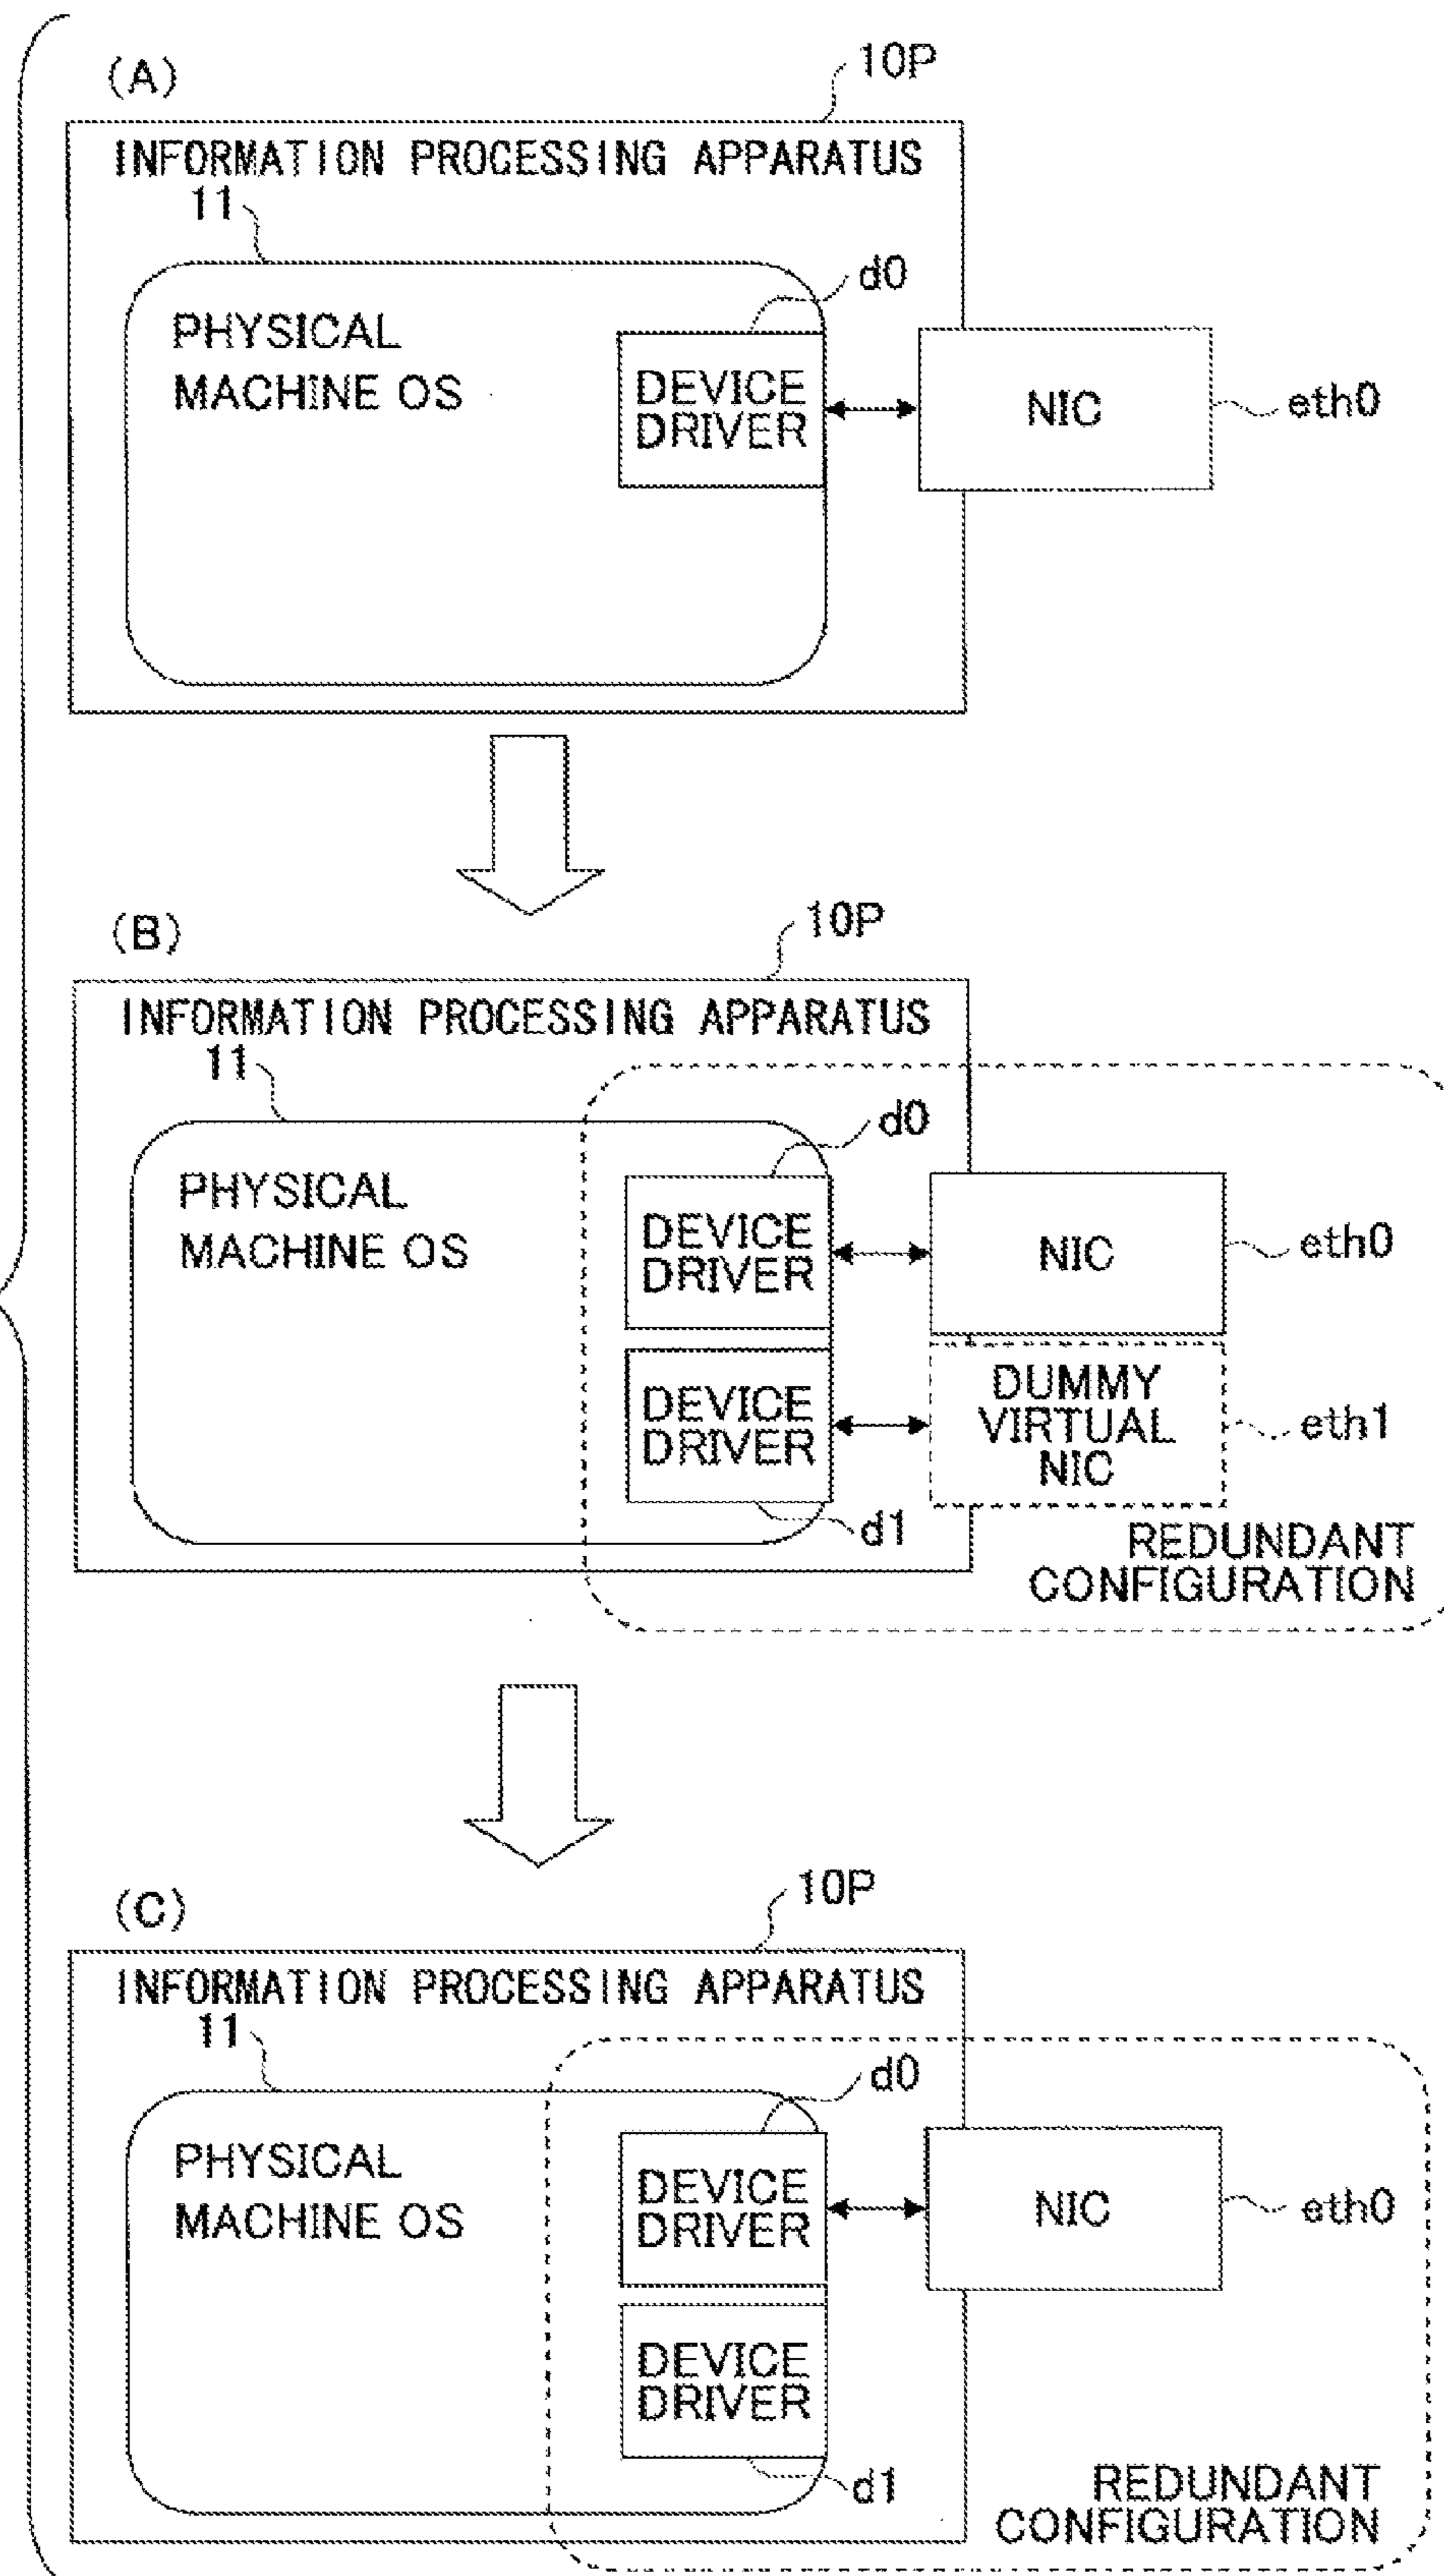 (A)
10P
INFORMATION PROCESSING APPARATUS
11
d0
PHYSICAL
MACHINE OS
DEVICE
DRIVER
NIC
eth0
(B)
10P
INFORMATION PROCESSING APPARATUS
11
d0
PHYSICAL
MACHINE OS
DEVICE
DRIVER
NIC
eth0
DEVICE
DRIVER
DUMMY
VIRTUAL
NIC
eth1
d1
REDUNDANT
CONFIGURATION
(C)
10P
INFORMATION PROCESSING APPARATUS
11
d0
PHYSICAL
MACHINE OS
DEVICE
DRIVER
NIC
eth0
DEVICE
DRIVER
d1
REDUNDANT
CONFIGURATION